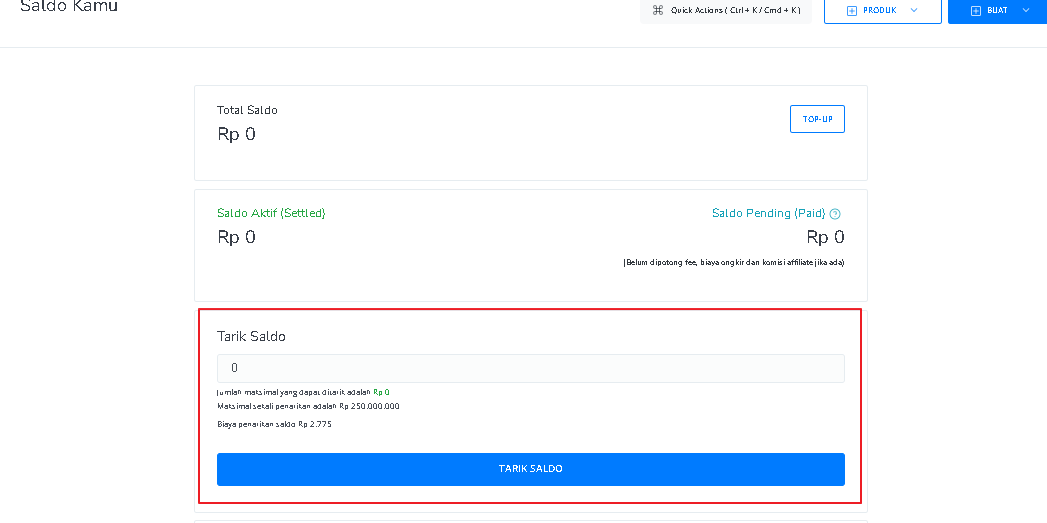 Saldo Kamu
Quick Actions ( Ctrl + K / Cmd + K )
PRODUK
BUAT
Total Saldo
Rp 0
TOP-UP
Saldo Aktif (Settled)
Rp 0
Saldo Pending (Paid)
Rp 0
(Belum dipotong fee, biaya ongkir dan komisi affiliate jika ada)
Tarik Saldo
0
Jumlah maksimal yang dapat ditarik adalah Rp 0
Maksimal sekali penarikan adalah Rp 250.000.000
Biaya penarikan saldo Rp 2.775
TARIK SALDO